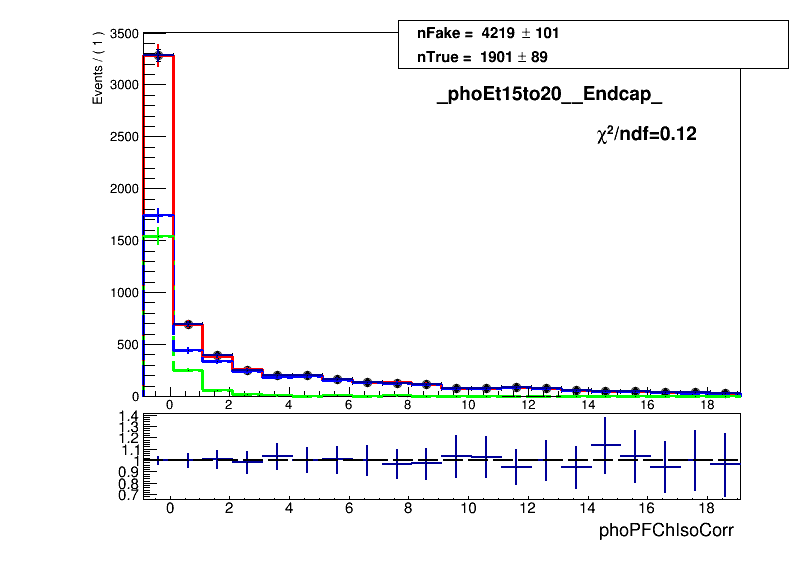 nFake = 4219 ± 101
nTrue = 1901 ± 89
_phoEt15to20__Endcap_
χ²/ndf=0.12
Events / ( 1 )
3500
3000
2500
2000
1500
1000
500
0
0 2 4 6 8 10 12 14 16 18
1.4
1.3
1.2
1.1
1
0.9
0.8
0.7
0 2 4 6 8 10 12 14 16 18
phoPFChIsoCorr